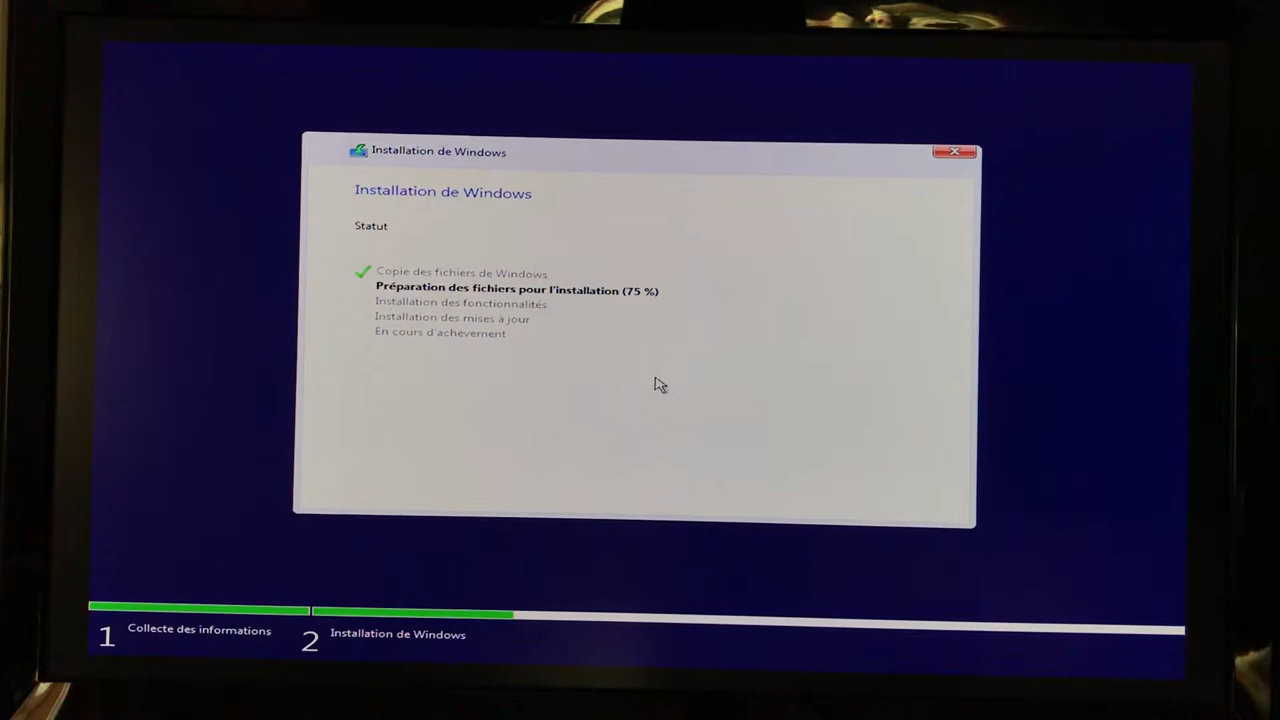 Installation de Windows
Installation de Windows
Statut
Copie des fichiers de Windows
Préparation des fichiers pour l'installation (75 %)
Installation des fonctionnalités
Installation des mises à jour
En cours d'achèvement
1 Collecte des informations
2 Installation de Windows